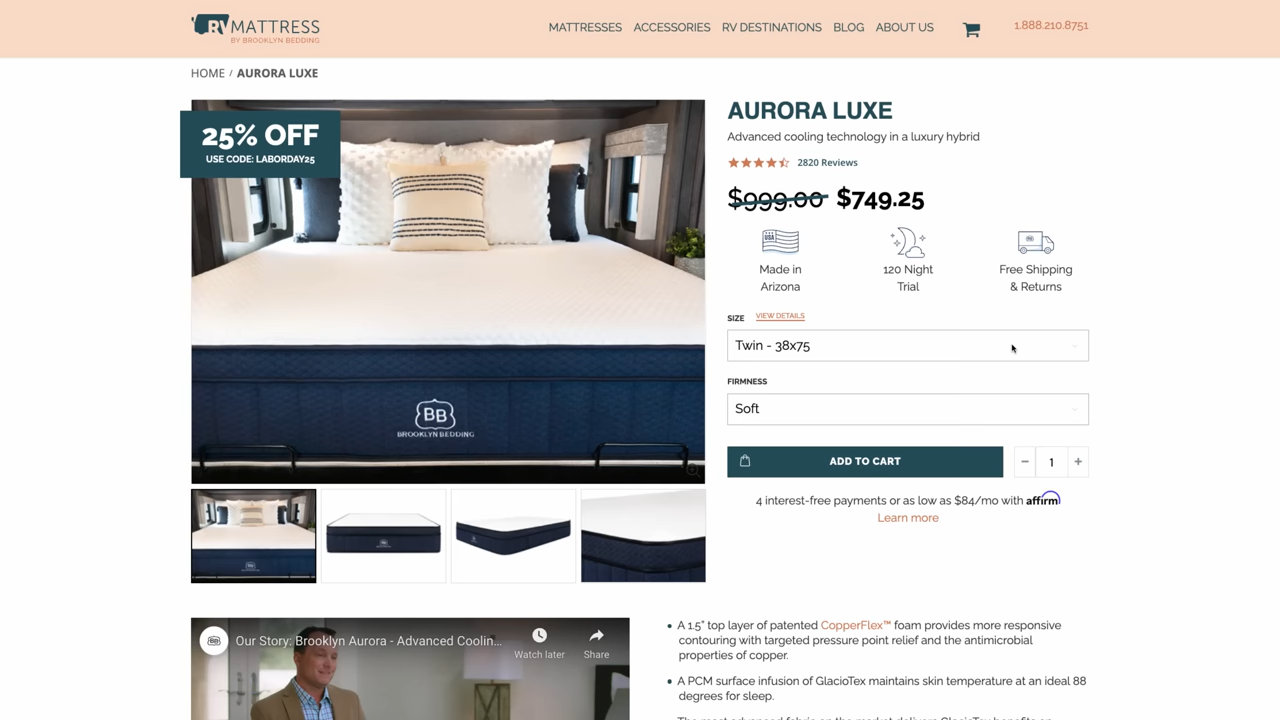 RV MATTRESS
BY BROOKLYN BEDDING
MATTRESSES ACCESSORIES RV DESTINATIONS BLOG ABOUT US 1.888.210.8751
HOME / AURORA LUXE
25% OFF
USE CODE: LABORDAY25
BB
BROOKLYN BEDDING
AURORA LUXE
Advanced cooling technology in a luxury hybrid
2820 Reviews
$999.00 $749.25
USA
Made in
Arizona
120 Night
Trial
Free Shipping
& Returns
SIZE VIEW DETAILS
Twin - 38x75
FIRMNESS
Soft
ADD TO CART
− 1 +
4 interest-free payments or as low as $84/mo with affirm
Learn more
Our Story: Brooklyn Aurora - Advanced Coolin...
Watch later
Share
• A 1.5" top layer of patented CopperFlex™ foam provides more responsive
contouring with targeted pressure point relief and the antimicrobial
properties of copper.
• A PCM surface infusion of GlacioTex maintains skin temperature at an ideal 88
degrees for sleep.